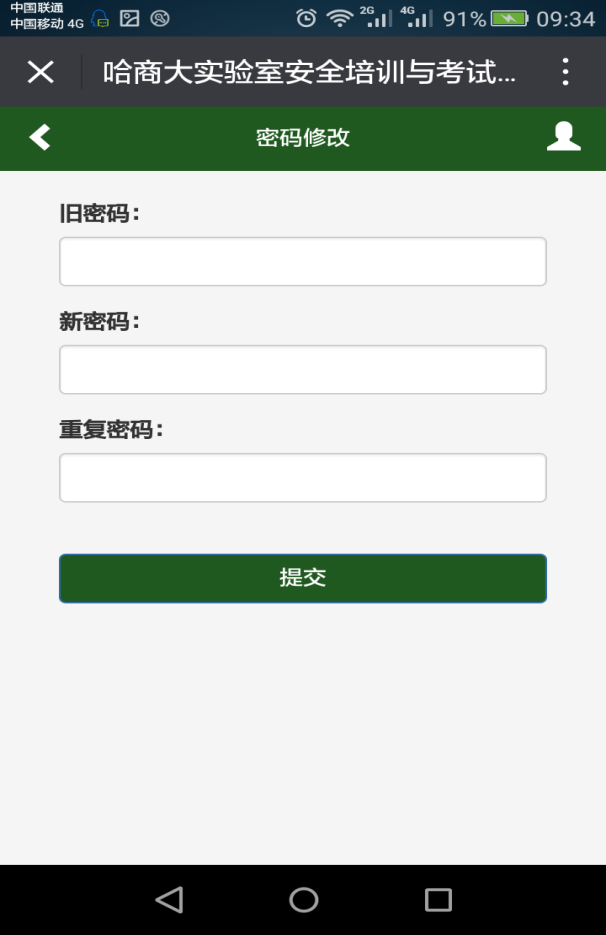 中国联通
中国移动 4G
2G 4G 91% 09:34
哈商大实验室安全培训与考试...
密码修改
旧密码：
新密码：
重复密码：
提交